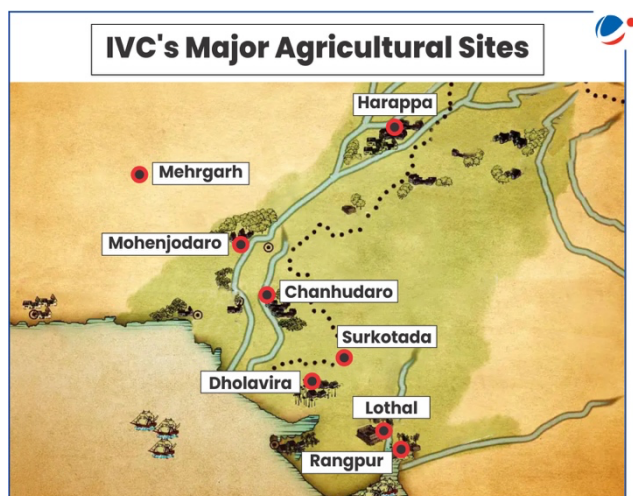 IVC's Major Agricultural Sites
Harappa
Mehrgarh
Mohenjodaro
Chanhudaro
Surkotada
Dholavira
Lothal
Rangpur